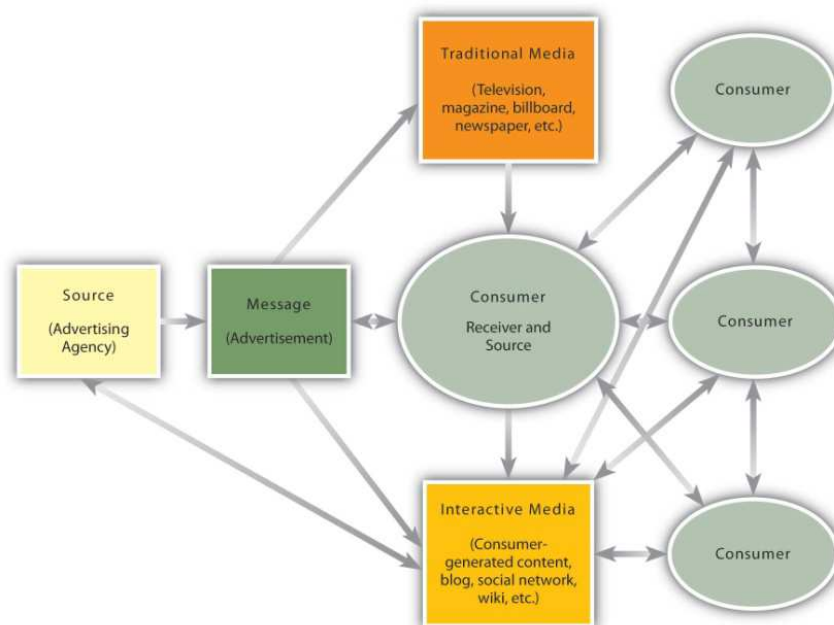 Traditional Media
(Television,
magazine, billboard,
newspaper, etc.)
Consumer
Source
(Advertising
Agency)
Message
(Advertisement)
Consumer
Receiver and
Source
Consumer
Interactive Media
(Consumer-
generated content,
blog, social network,
wiki, etc.)
Consumer